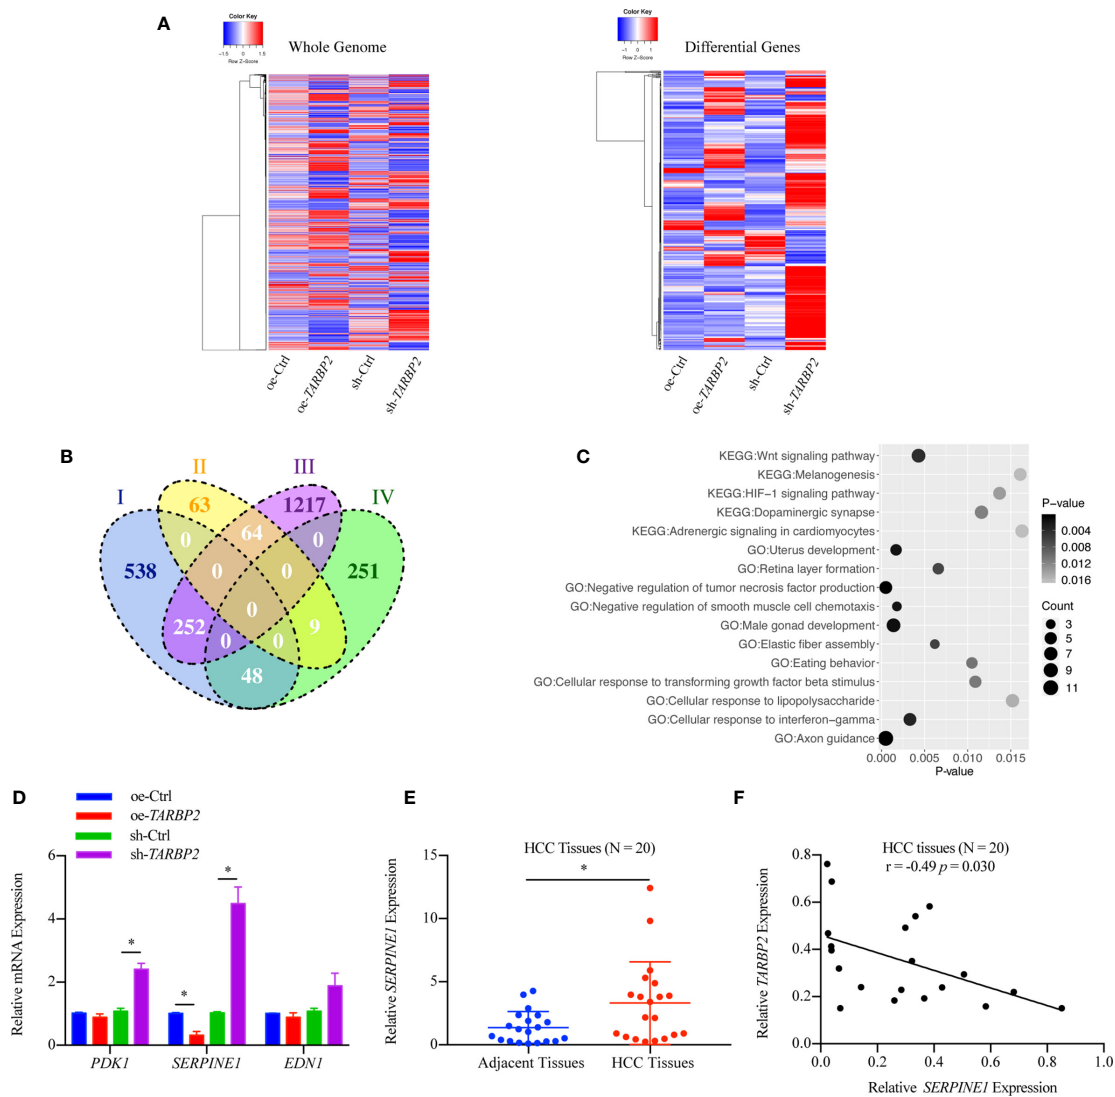 A
Color Key
-1.5 0 1.5
Row Z-Score
Whole Genome
oe-Ctrl
oe-TARBP2
sh-Ctrl
sh-TARBP2
Color Key
-1 0 1
Row Z-Score
Differential Genes
oe-Ctrl
oe-TARBP2
sh-Ctrl
sh-TARBP2
B
I
II
III
IV
538
63
1217
251
0
64
0
0
0
252
0
9
0
0
48
C
KEGG:Wnt signaling pathway
KEGG:Melanogenesis
KEGG:HIF−1 signaling pathway
KEGG:Dopaminergic synapse
KEGG:Adrenergic signaling in cardiomyocytes
GO:Uterus development
GO:Retina layer formation
GO:Negative regulation of tumor necrosis factor production
GO:Negative regulation of smooth muscle cell chemotaxis
GO:Male gonad development
GO:Elastic fiber assembly
GO:Eating behavior
GO:Cellular response to transforming growth factor beta stimulus
GO:Cellular response to lipopolysaccharide
GO:Cellular response to interferon−gamma
GO:Axon guidance
0.000 0.005 0.010 0.015
P-value
P-value
0.004
0.008
0.012
0.016
Count
3
5
7
9
11
D
oe-Ctrl
oe-TARBP2
sh-Ctrl
sh-TARBP2
Relative mRNA Expression
6
4
2
0
*
*
*
PDK1 SERPINE1 EDN1
E
HCC Tissues (N = 20)
*
Relative SERPINE1 Expression
15
10
5
0
Adjacent Tissues HCC Tissues
F
HCC tissues (N = 20)
r = -0.49 p = 0.030
Relative TARBP2 Expression
0.8
0.6
0.4
0.2
0.0
0.0 0.2 0.4 0.6 0.8 1.0
Relative SERPINE1 Expression